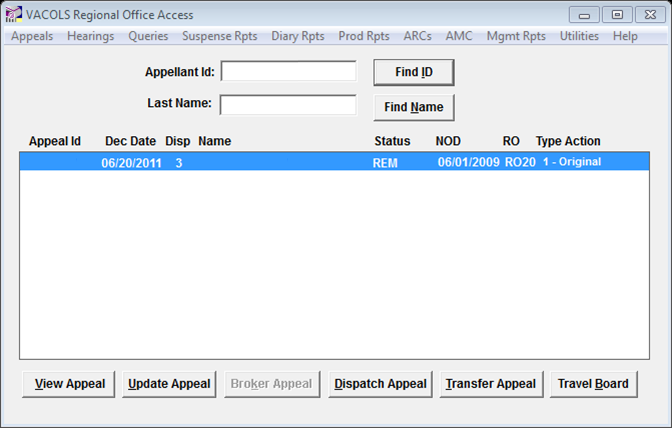 VACOLS Regional Office Access
Appeals Hearings Queries Suspense Rpts Diary Rpts Prod Rpts ARCs AMC Mgmt Rpts Utilities Help
Appellant Id: Find ID
Last Name: Find Name
Appeal Id Dec Date Disp Name Status NOD RO Type Action
06/20/2011 3 REM 06/01/2009 RO20 1 - Original
View Appeal Update Appeal Broker Appeal Dispatch Appeal Transfer Appeal Travel Board